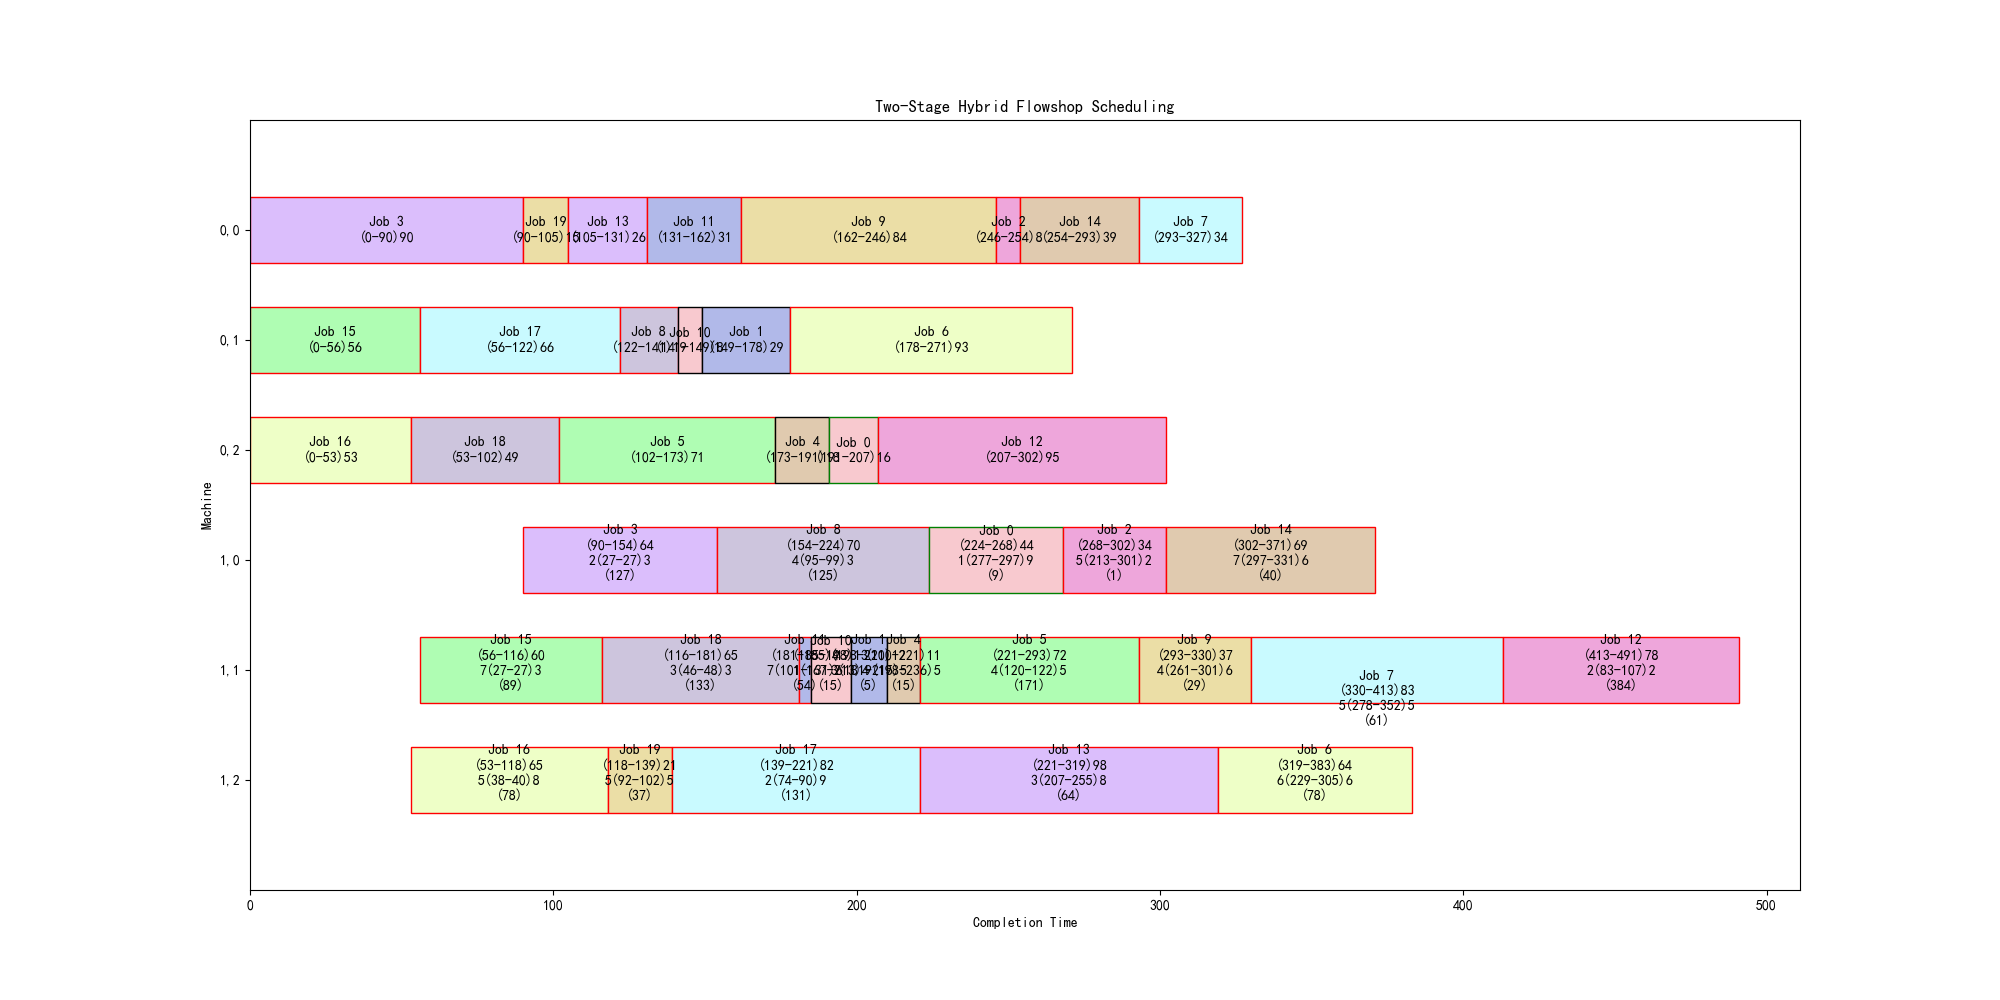 Two-Stage Hybrid Flowshop Scheduling
Machine
0,0
Job 3
(0-90)90
Job 19
(90-105)15
Job 13
(105-131)26
Job 11
(131-162)31
Job 9
(162-246)84
Job 2
(246-254)8
Job 14
(254-293)39
Job 7
(293-327)34
0,1
Job 15
(0-56)56
Job 17
(56-122)66
Job 8
(122-141)19
Job 10
(141-149)8
Job 1
(149-178)29
Job 6
(178-271)93
0,2
Job 16
(0-53)53
Job 18
(53-102)49
Job 5
(102-173)71
Job 4
(173-191)18
Job 0
(191-207)16
Job 12
(207-302)95
1,0
Job 3
(90-154)64
2(27-27)3
(127)
Job 8
(154-224)70
4(95-99)3
(125)
Job 0
(224-268)44
1(277-297)9
(9)
Job 2
(268-302)34
5(213-301)2
(1)
Job 14
(302-371)69
7(297-331)6
(40)
1,1
Job 15
(56-116)60
7(27-27)3
(89)
Job 18
(116-181)65
3(46-48)3
(133)
Job 11
(181-185)4
(54)
Job 10
(185-198)13
(15)
Job 1
(198-210)12
(5)
Job 4
(210-221)11
(15)
Job 5
(221-293)72
4(120-122)5
(171)
Job 9
(293-330)37
4(261-301)6
(29)
Job 7
(330-413)83
5(278-352)5
(61)
Job 12
(413-491)78
2(83-107)2
(384)
1,2
Job 16
(53-118)65
5(38-40)8
(78)
Job 19
(118-139)21
5(92-102)5
(37)
Job 17
(139-221)82
2(74-90)9
(131)
Job 13
(221-319)98
3(207-255)8
(64)
Job 6
(319-383)64
6(229-305)6
(78)
0
100
200
300
400
500
Completion Time